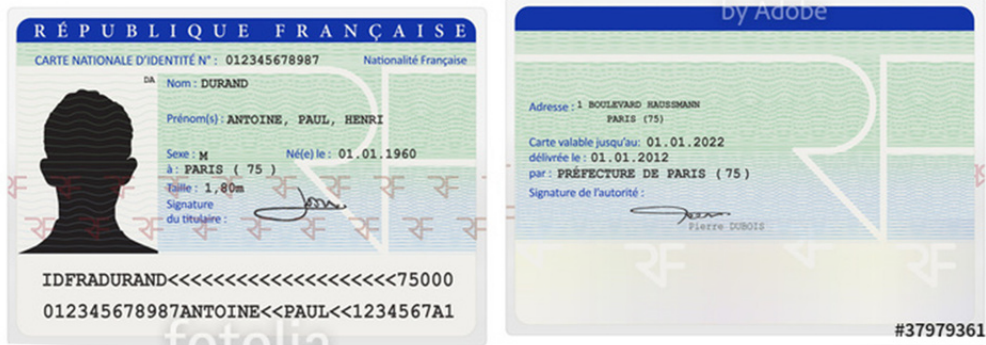 RÉPUBLIQUE FRANÇAISE
CARTE NATIONALE D'IDENTITÉ N° : 012345678987 Nationalité Française
DA
Nom : DURAND
Prénom(s) : ANTOINE, PAUL, HENRI
Sexe : M Né(e) le : 01.01.1960
à : PARIS ( 75 )
Taille : 1,80m
Signature
du titulaire :
IDFRADURAND<<<<<<<<<<<<<<<<<<<<<75000
012345678987ANTOINE<<PAUL<<1234567A1
fotolia
by Adobe
Adresse : 1 BOULEVARD HAUSSMANN
PARIS (75)
Carte valable jusqu'au: 01.01.2022
délivrée le : 01.01.2012
par : PRÉFECTURE DE PARIS ( 75 )
Signature de l'autorité :
Pierre DUBOIS
RF RF
#37979361